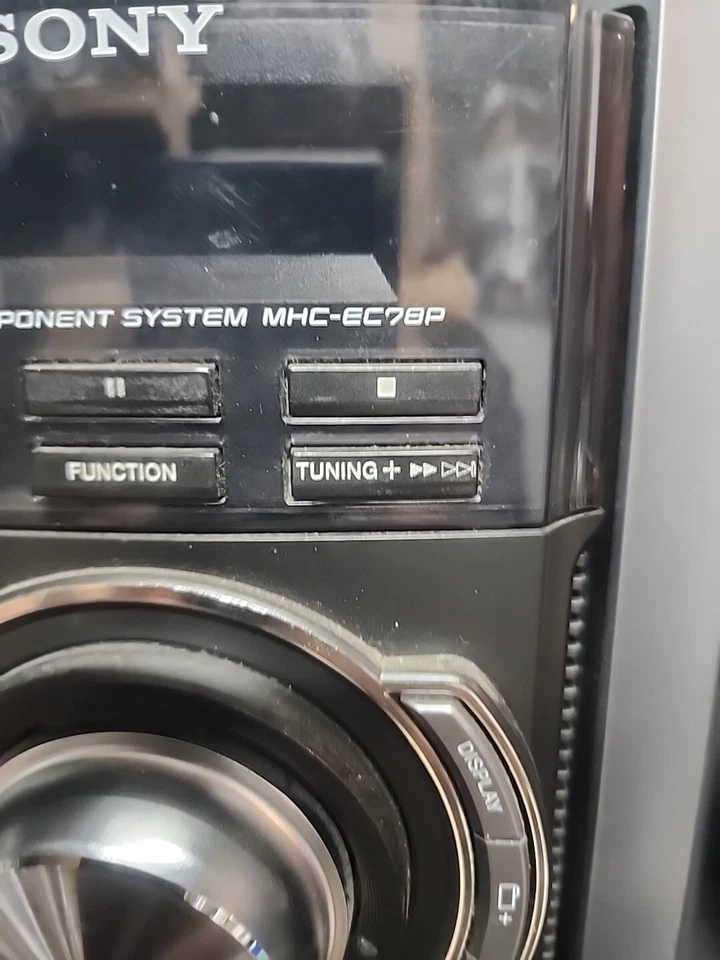 SONY
PONENT SYSTEM MHC-EC78P
FUNCTION
TUNING+
DISPLAY
+